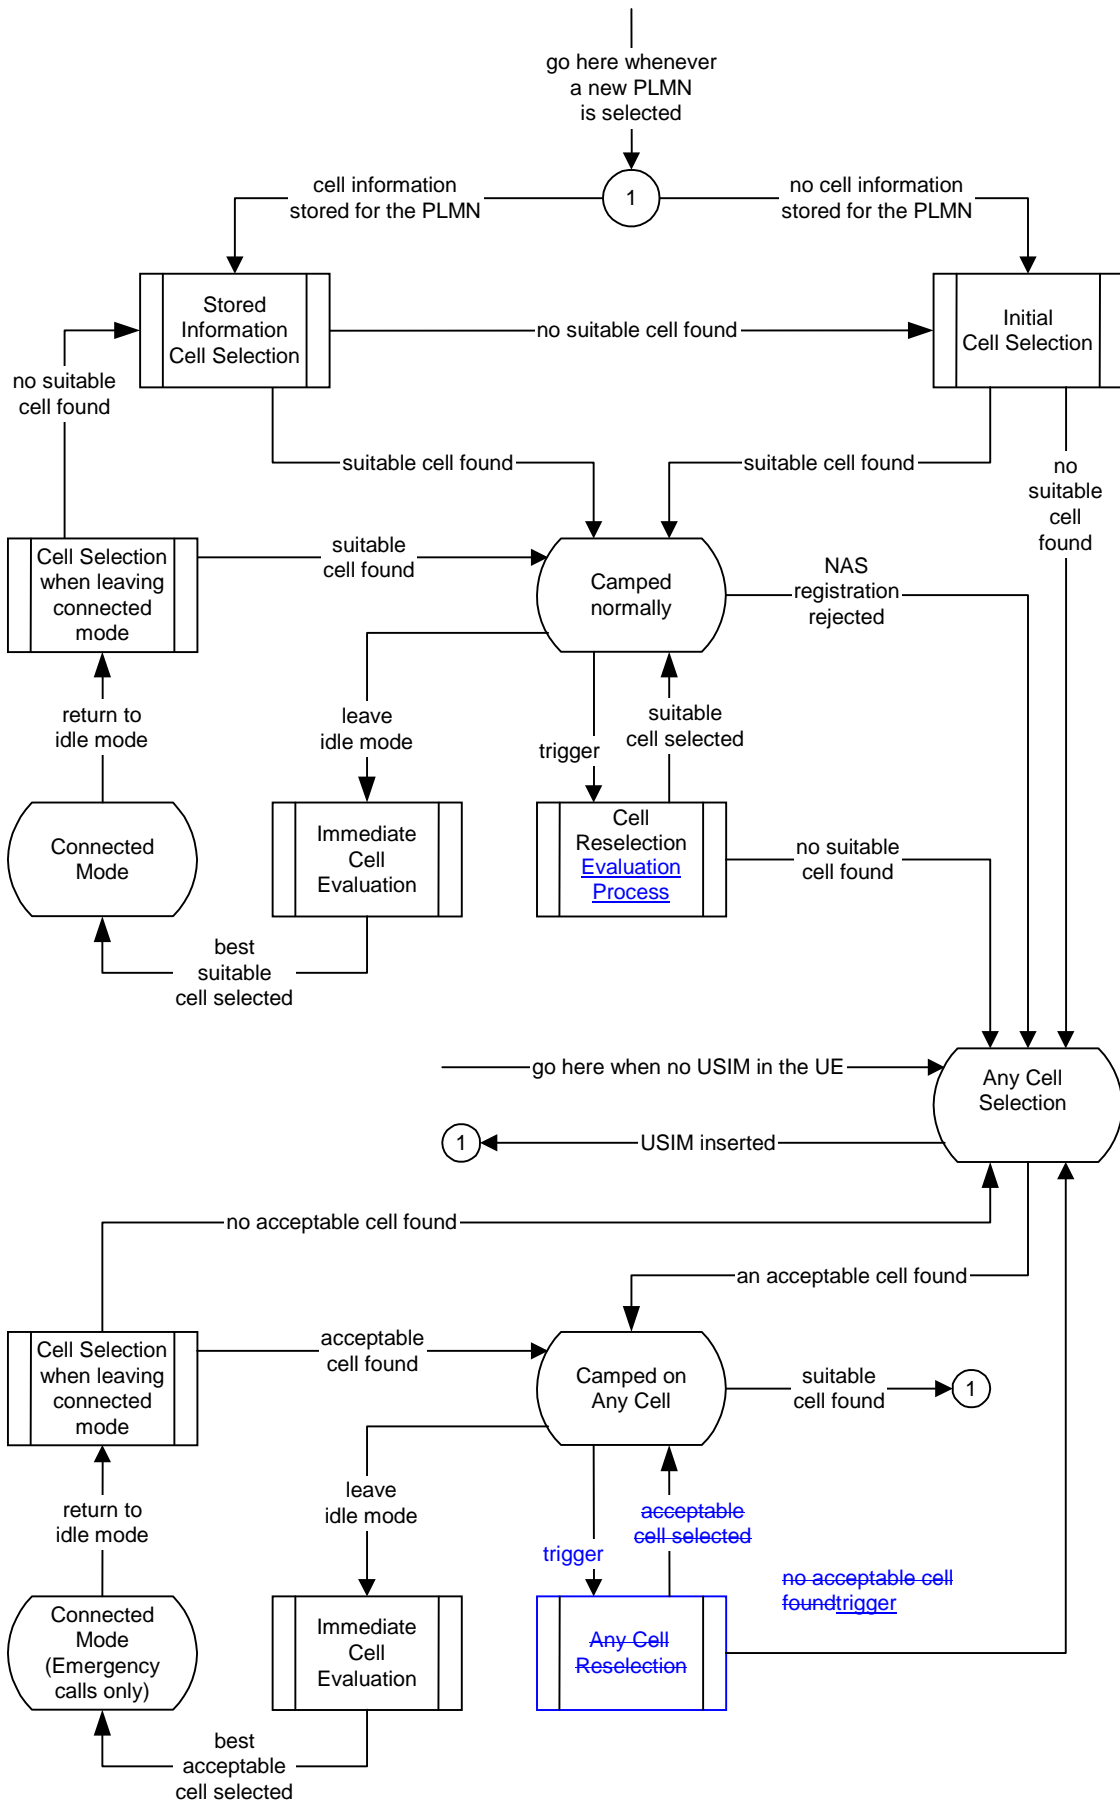 go here whenever
a new PLMN
is selected
1
cell information
stored for the PLMN
no cell information
stored for the PLMN
Stored
Information
Cell Selection
no suitable cell found
Initial
Cell Selection
no suitable
cell found
suitable cell found
suitable cell found
no
suitable
cell
found
Cell Selection
when leaving
connected
mode
suitable
cell found
Camped
normally
NAS
registration
rejected
return to
idle mode
leave
idle mode
trigger
suitable
cell selected
Connected
Mode
Immediate
Cell
Evaluation
Cell
Reselection
Evaluation
Process
no suitable
cell found
best
suitable
cell selected
go here when no USIM in the UE
Any Cell
Selection
1
USIM inserted
no acceptable cell found
an acceptable cell found
Cell Selection
when leaving
connected
mode
acceptable
cell found
Camped on
Any Cell
suitable
cell found
1
return to
idle mode
leave
idle mode
trigger
acceptable
cell selected
no acceptable cell
foundtrigger
Connected
Mode
(Emergency
calls only)
Immediate
Cell
Evaluation
Any Cell
Reselection
best
acceptable
cell selected